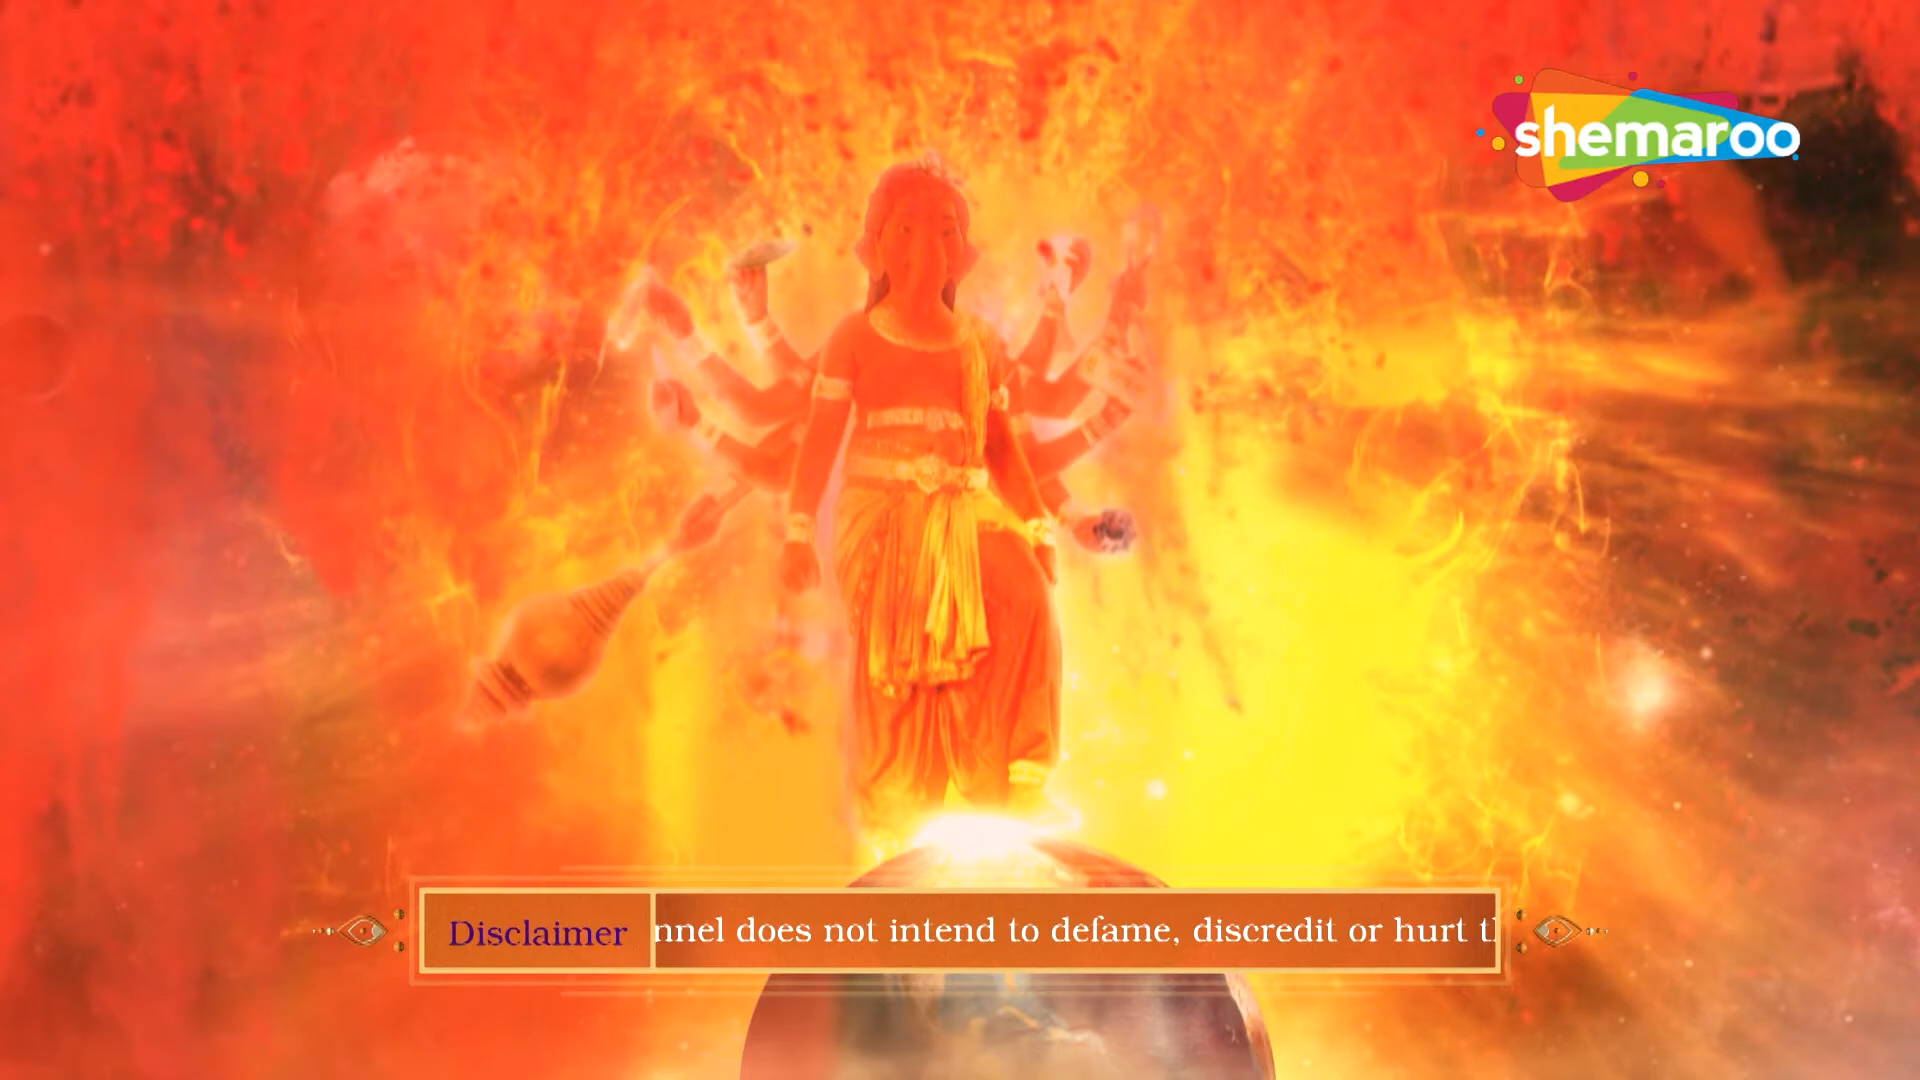 shemaroo
Disclaimer
nnel does not intend to defame, discredit or hurt